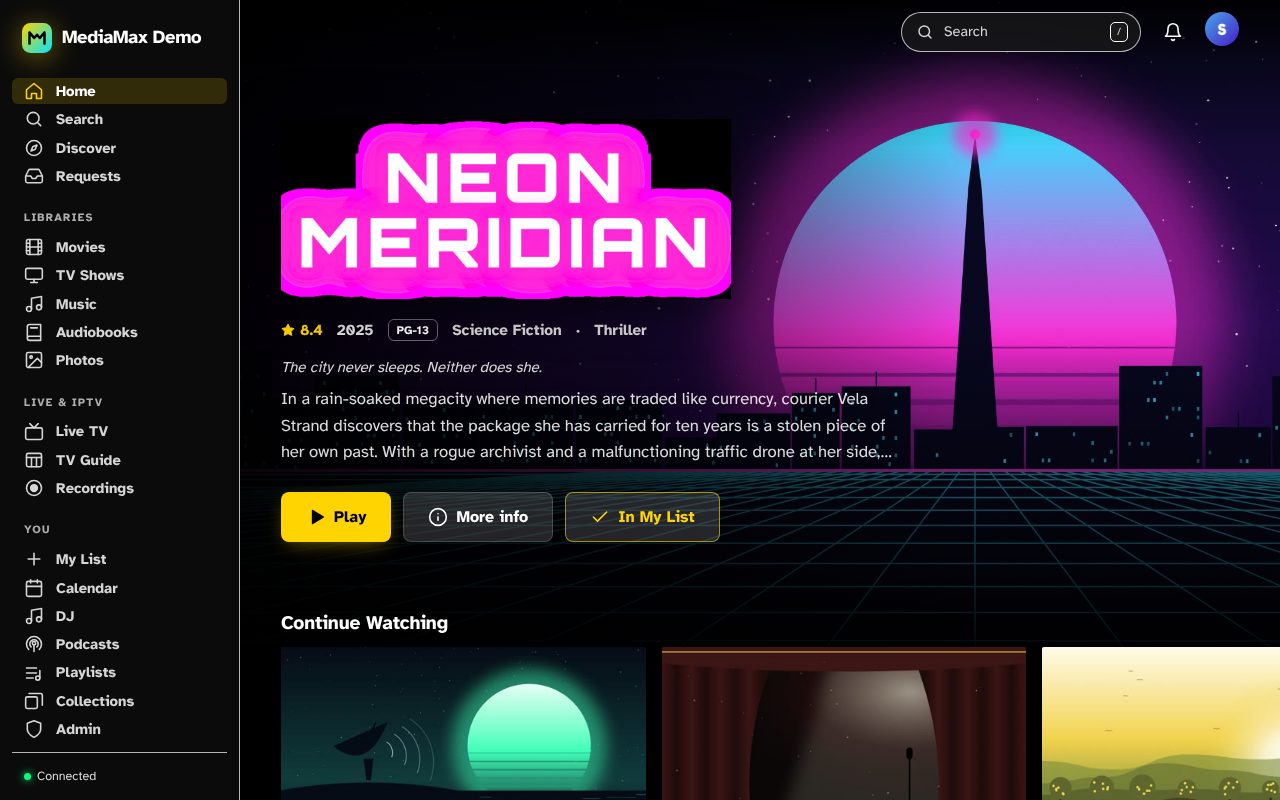 MediaMax Demo
Search
/
S
Home
Search
Discover
Requests
LIBRARIES
Movies
TV Shows
Music
Audiobooks
Photos
LIVE & IPTV
Live TV
TV Guide
Recordings
YOU
My List
Calendar
DJ
Podcasts
Playlists
Collections
Admin
Connected
NEON
MERIDIAN
8.4 2025 PG-13 Science Fiction · Thriller
The city never sleeps. Neither does she.
In a rain-soaked megacity where memories are traded like currency, courier Vela
Strand discovers that the package she has carried for ten years is a stolen piece of
her own past. With a rogue archivist and a malfunctioning traffic drone at her side,...
Play
More info
In My List
Continue Watching